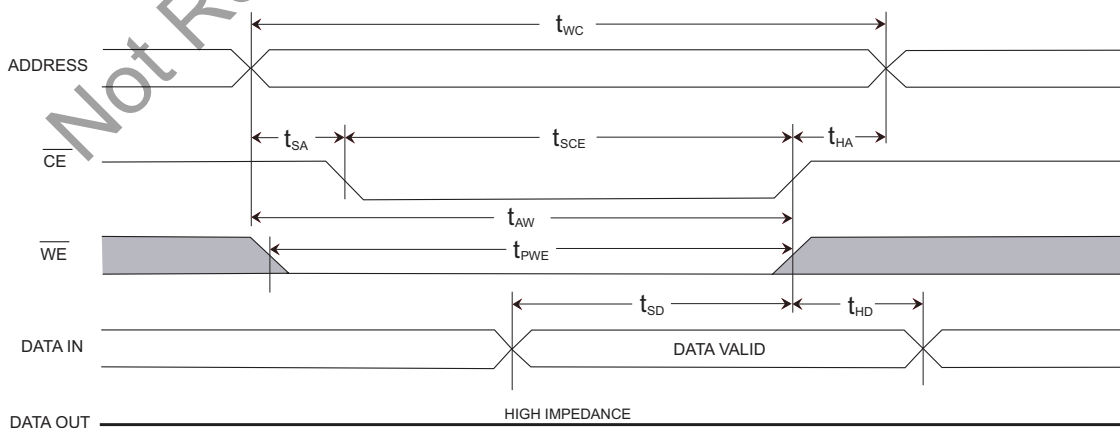 Not R
tWC
ADDRESS
tSA
tSCE
tHA
CE
tAW
WE
tPWE
tSD
tHD
DATA IN
DATA VALID
HIGH IMPEDANCE
DATA OUT